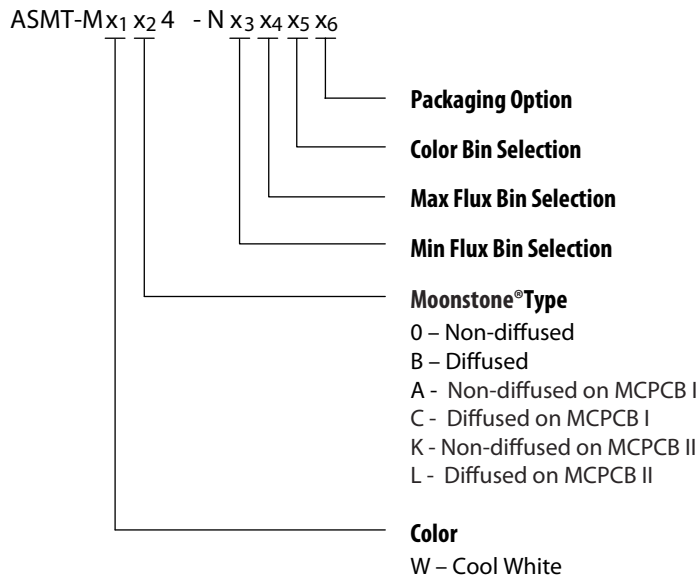 ASMT-Mx1 x2 4 - N x3 x4 x5 x6
Packaging Option
Color Bin Selection
Max Flux Bin Selection
Min Flux Bin Selection
Moonstone®Type
0 – Non-diffused
B – Diffused
A - Non-diffused on MCPCB I
C - Diffused on MCPCB I
K - Non-diffused on MCPCB II
L - Diffused on MCPCB II
Color
W – Cool White